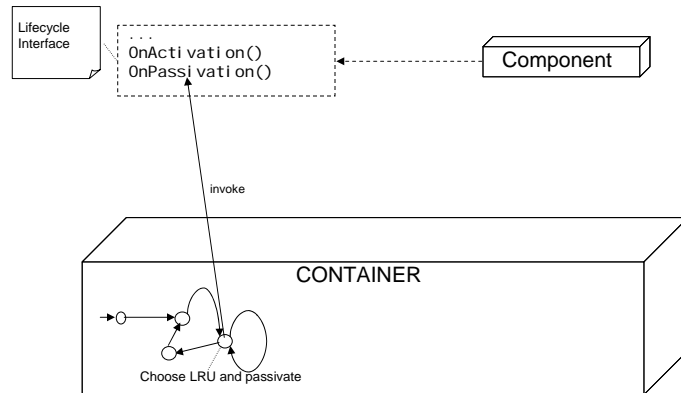 Lifecycle
Interface
...
OnActivation()
OnPassivation()
Component
invoke
CONTAINER
Choose LRU and passivate